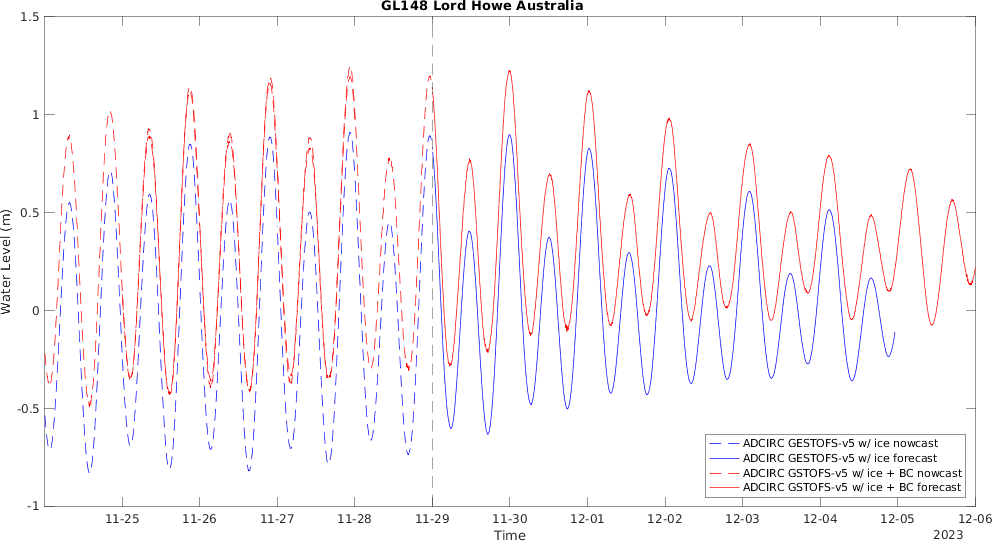 GL148 Lord Howe Australia
1.5
1
0.5
0
-0.5
-1
Water Level (m)
11-25 11-26 11-27 11-28 11-29 11-30 12-01 12-02 12-03 12-04 12-05 12-06
Time
2023
ADCIRC GESTOFS-v5 w/ ice nowcast
ADCIRC GESTOFS-v5 w/ ice forecast
ADCIRC GSTOFS-v5 w/ ice + BC nowcast
ADCIRC GSTOFS-v5 w/ ice + BC forecast